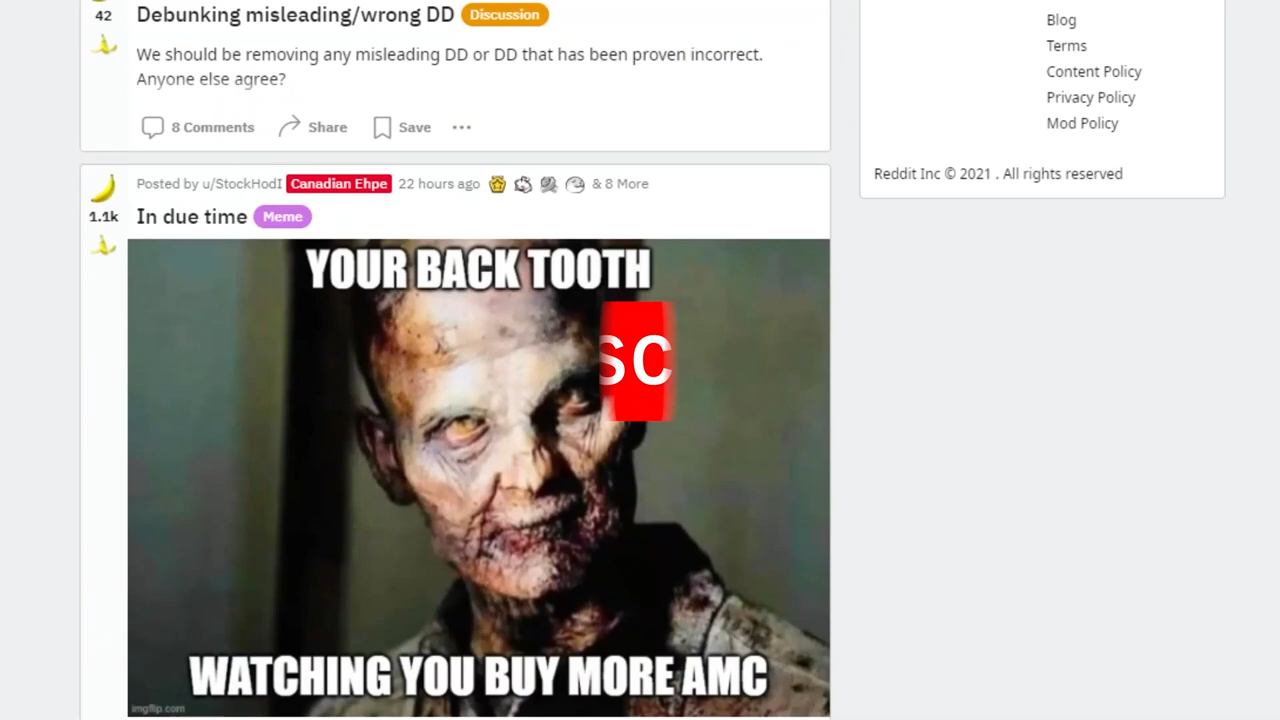 42
Debunking misleading/wrong DD Discussion
We should be removing any misleading DD or DD that has been proven incorrect.
Anyone else agree?
8 Comments Share Save
Posted by u/StockHodI Canadian Ehpe 22 hours ago & 8 More
1.1k
In due time Meme
YOUR BACK TOOTH
SC
WATCHING YOU BUY MORE AMC
imgflip.com
Blog
Terms
Content Policy
Privacy Policy
Mod Policy
Reddit Inc © 2021 . All rights reserved